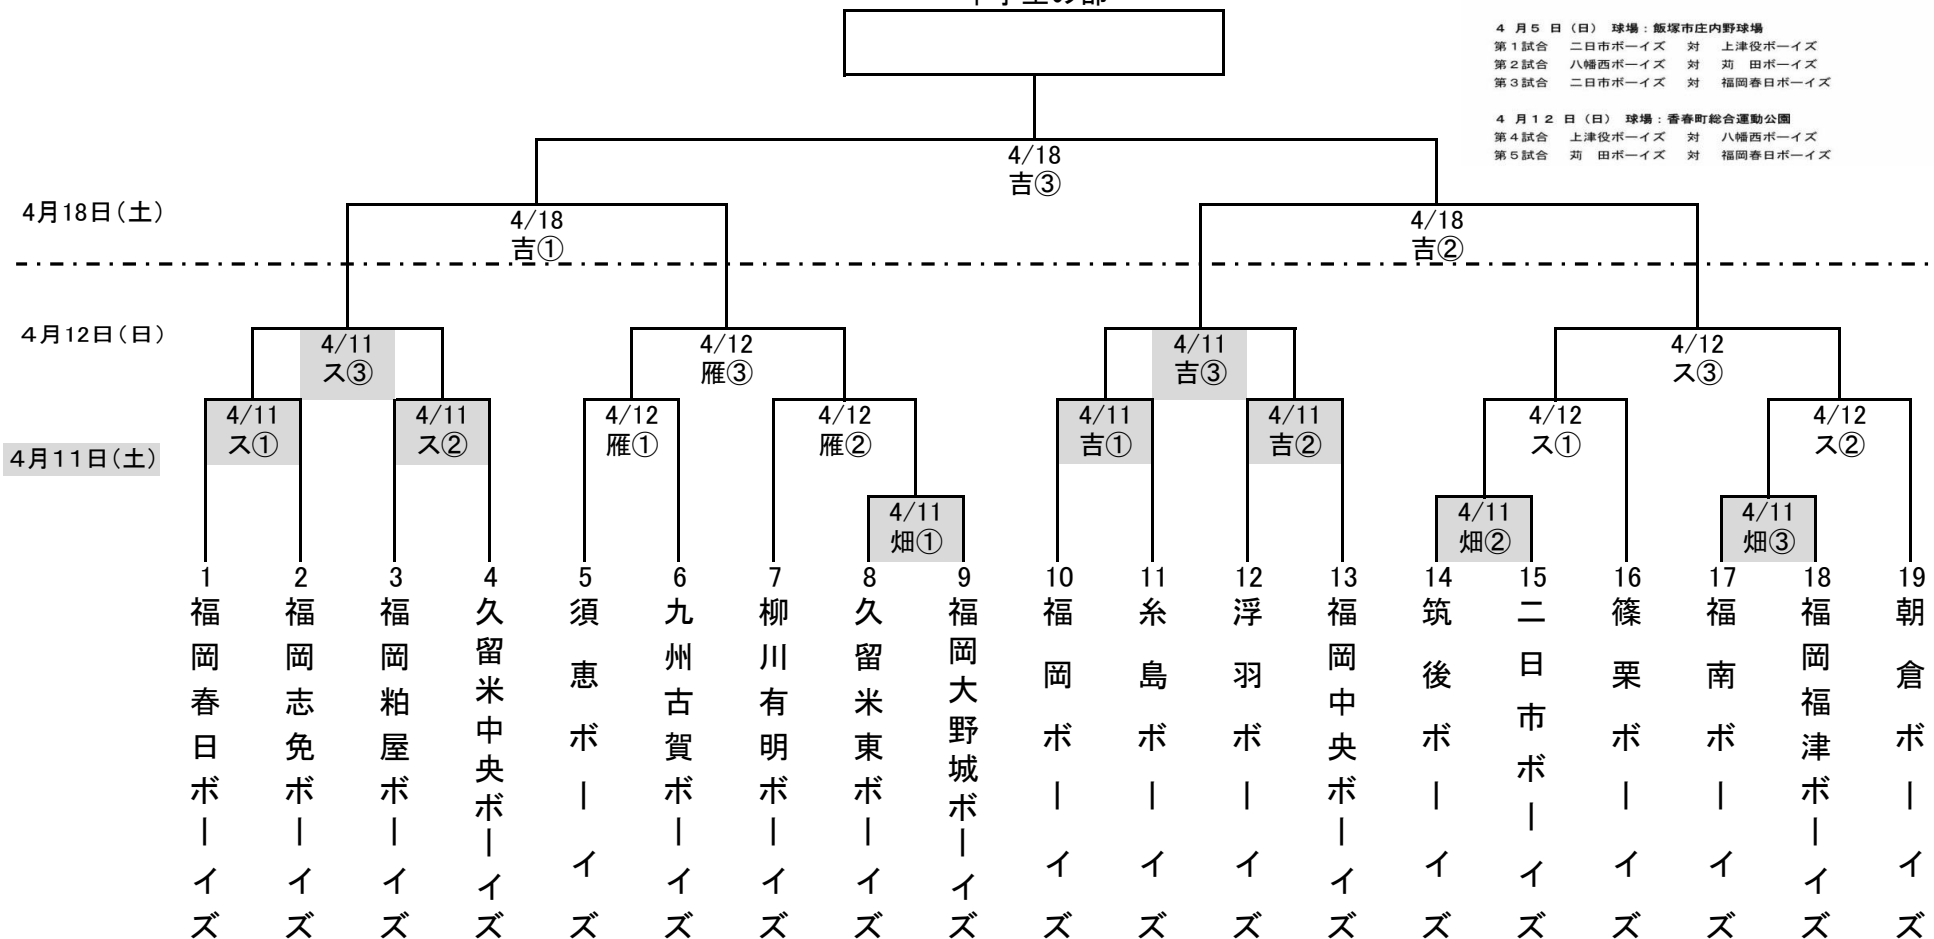 4 月 5 日 (日) 球場 : 飯塚市庄内野球場
第1試合 二日市ボーイズ 対 上津役ボーイズ
第2試合 八幡西ボーイズ 対 苅 田ボーイズ
第3試合 二日市ボーイズ 対 福岡春日ボーイズ
4 月 1 2 日 (日) 球場 : 香春町総合運動公園
第4試合 上津役ボーイズ 対 八幡西ボーイズ
第5試合 苅 田ボーイズ 対 福岡春日ボーイズ
4/18
吉③
4月18日(土)
4/18
吉①
4/18
吉②
4月12日(日)
4/11
ス③
4/12
雁③
4/11
吉③
4/12
ス③
4月11日(土)
4/11
ス①
4/11
ス②
4/12
雁①
4/12
雁②
4/11
吉①
4/11
吉②
4/12
ス①
4/12
ス②
4/11
畑①
4/11
畑②
4/11
畑③
1
福岡春日ボーイズ
2
福岡志免ボーイズ
3
福岡粕屋ボーイズ
4
久留米中央ボーイズ
5
須恵ボーイズ
6
九州古賀ボーイズ
7
柳川有明ボーイズ
8
久留米東ボーイズ
9
福岡大野城ボーイズ
10
福岡ボーイズ
11
糸島ボーイズ
12
浮羽ボーイズ
13
福岡中央ボーイズ
14
筑後ボーイズ
15
二日市ボーイズ
16
篠栗ボーイズ
17
福南ボーイズ
18
福岡福津ボーイズ
19
朝倉ボーイズ